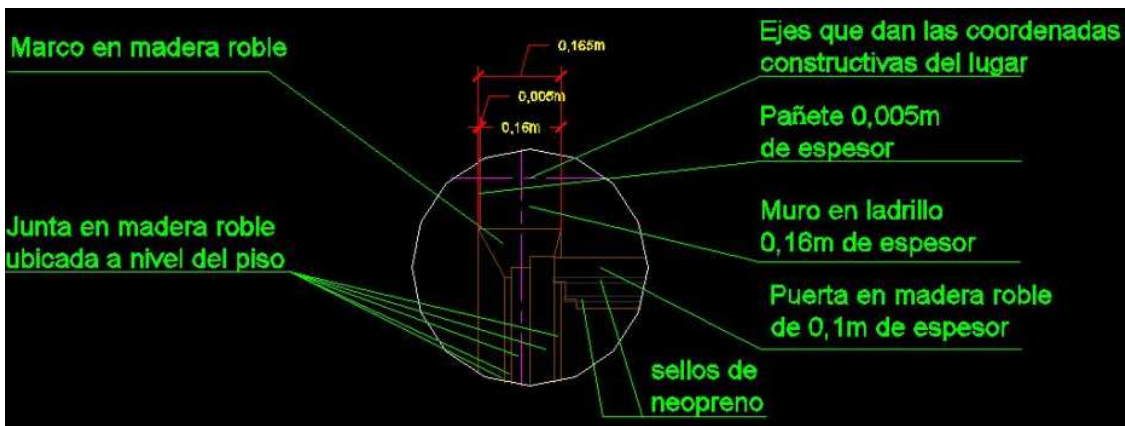 Marco en madera roble
Junta en madera roble
ubicada a nivel del piso
0,165m
0,005m
0,16m
Ejes que dan las coordenadas
constructivas del lugar
Pañete 0,005m
de espesor
Muro en ladrillo
0,16m de espesor
Puerta en madera roble
de 0,1m de espesor
sellos de
neopreno